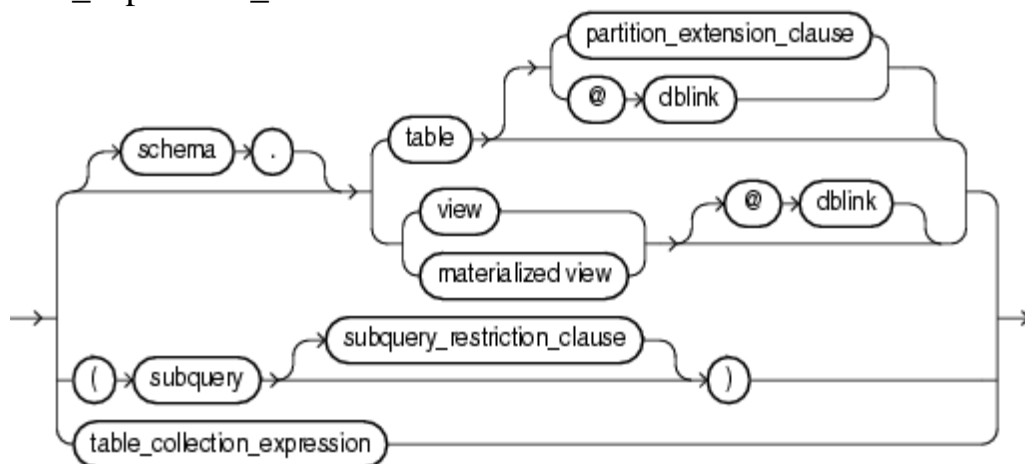 partition_extension_clause
@ dblink
table
schema .
view
@ dblink
materialized view
subquery_restriction_clause
( subquery )
table_collection_expression